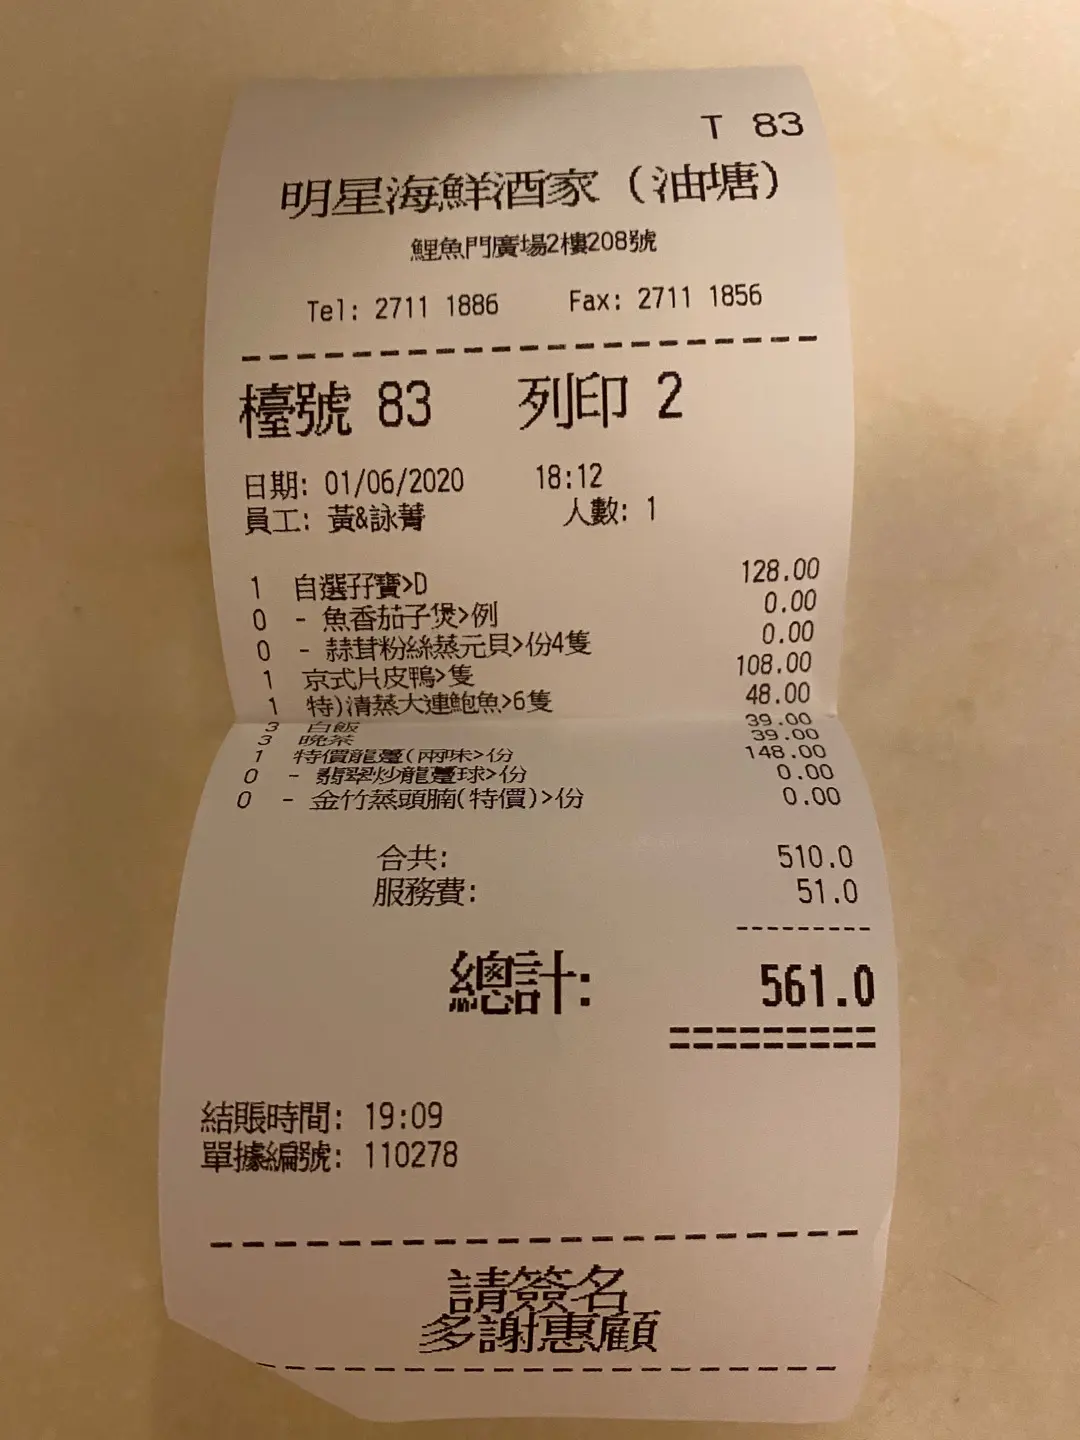 T 83
明星海鮮酒家 (油塘)
鯉魚門廣場2樓208號
Tel: 2711 1886 Fax: 2711 1856
檯號 83 列印 2
日期: 01/06/2020 18:12
員工: 黃&詠菁 人數: 1
1 自選孖寶>D 128.00
0 - 魚香茄子煲>例 0.00
0 - 蒜茸粉絲蒸元貝>份4隻 0.00
1 京式片皮鴨>隻 108.00
1 特)清蒸大連鮑魚>6隻 48.00
3 白飯 39.00
3 晚茶 39.00
1 特價龍躉(兩味>份 148.00
0 - 翡翠炒龍躉球>份 0.00
0 - 金竹蒸頭腩(特價)>份 0.00
合共: 510.0
服務費: 51.0
總計: 561.0
結賬時間: 19:09
單據編號: 110278
請簽名
多謝惠顧